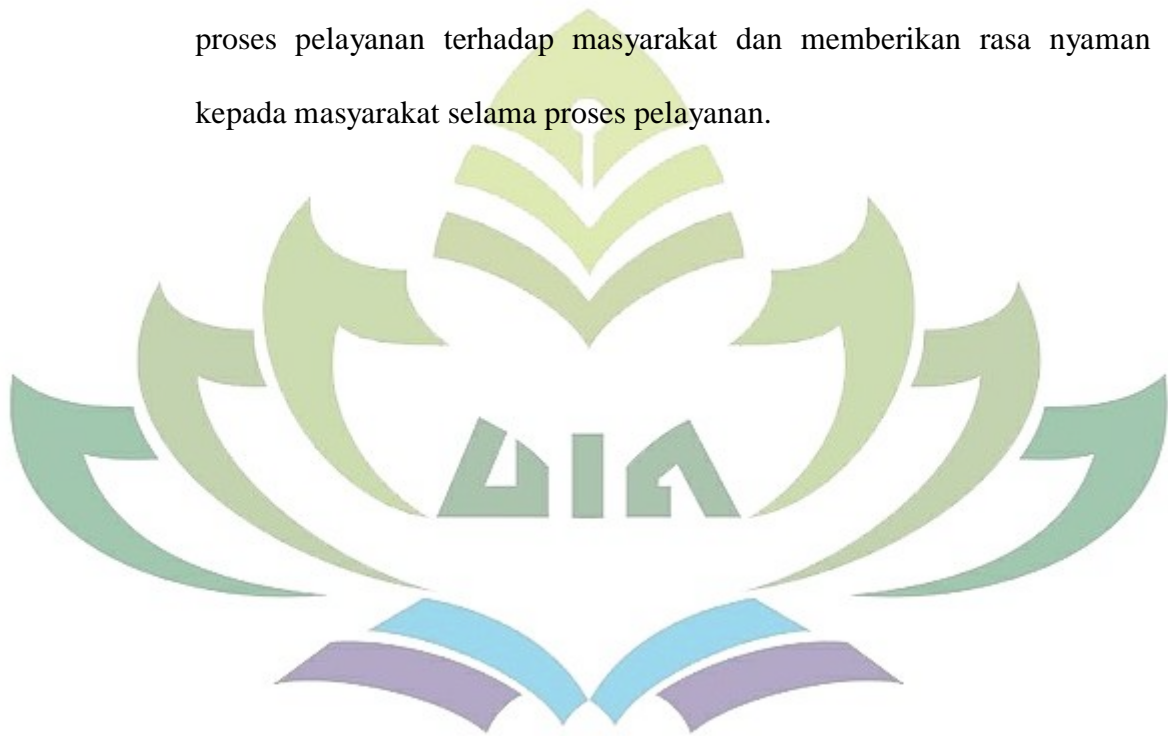 proses pelayanan terhadap masyarakat dan memberikan rasa nyaman
kepada masyarakat selama proses pelayanan.
UIN